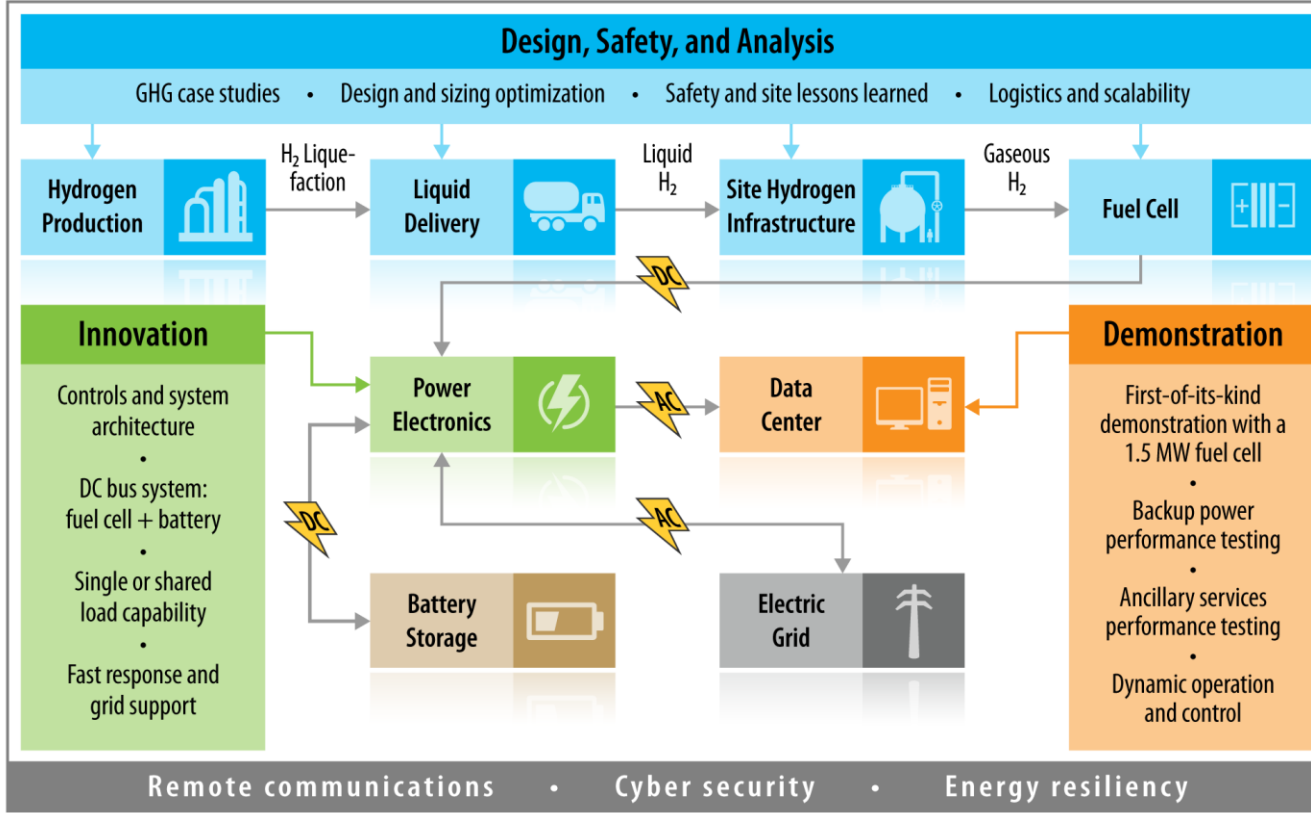 Design, Safety, and Analysis
GHG case studies • Design and sizing optimization • Safety and site lessons learned • Logistics and scalability
Hydrogen
Production
H₂ Lique-
faction
Liquid
Delivery
Liquid
H₂
Site Hydrogen
Infrastructure
Gaseous
H₂
Fuel Cell
DC
Innovation
Controls and system
architecture
•
DC bus system:
fuel cell + battery
•
Single or shared
load capability
•
Fast response and
grid support
Power
Electronics
AC
Data
Center
DC
AC
Battery
Storage
Electric
Grid
Demonstration
First-of-its-kind
demonstration with a
1.5 MW fuel cell
•
Backup power
performance testing
•
Ancillary services
performance testing
•
Dynamic operation
and control
Remote communications • Cyber security • Energy resiliency